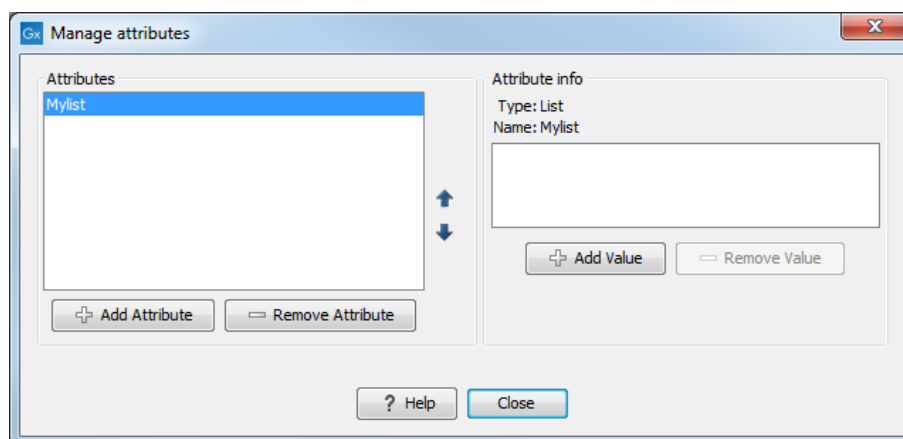 Gx Manage attributes
X
Attributes
Mylist
Add Attribute
Remove Attribute
Attribute info
Type: List
Name: Mylist
Add Value
Remove Value
? Help
Close